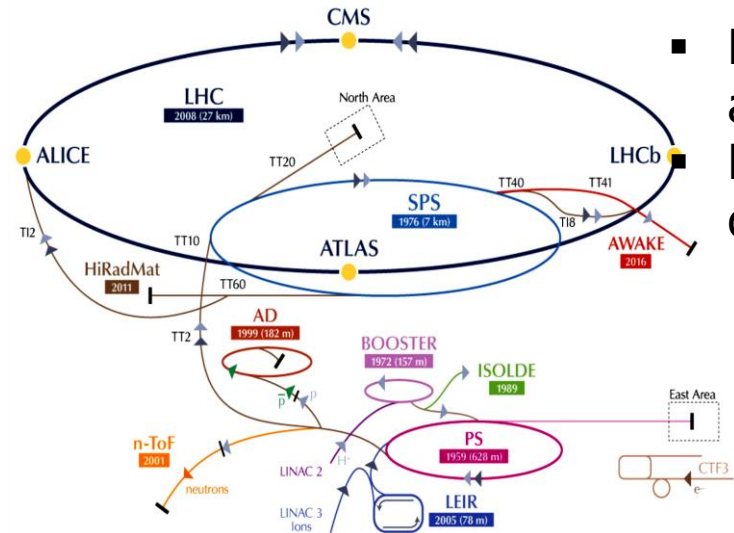 CMS
LHC
2008 (27 km)
North Area
ALICE
TT20
LHCb
TT40
TT41
SPS
1976 (7 km)
TI8
TI2
TT10
ATLAS
AWAKE
2016
HiRadMat
2011
TT60
AD
1999 (182 m)
TT2
BOOSTER
1972 (157 m)
ISOLDE
1989
p̅
p
East Area
n-ToF
2001
LINAC 2
H-
PS
1959 (628 m)
CTF3
e-
neutrons
LINAC 3
Ions
LEIR
2005 (78 m)